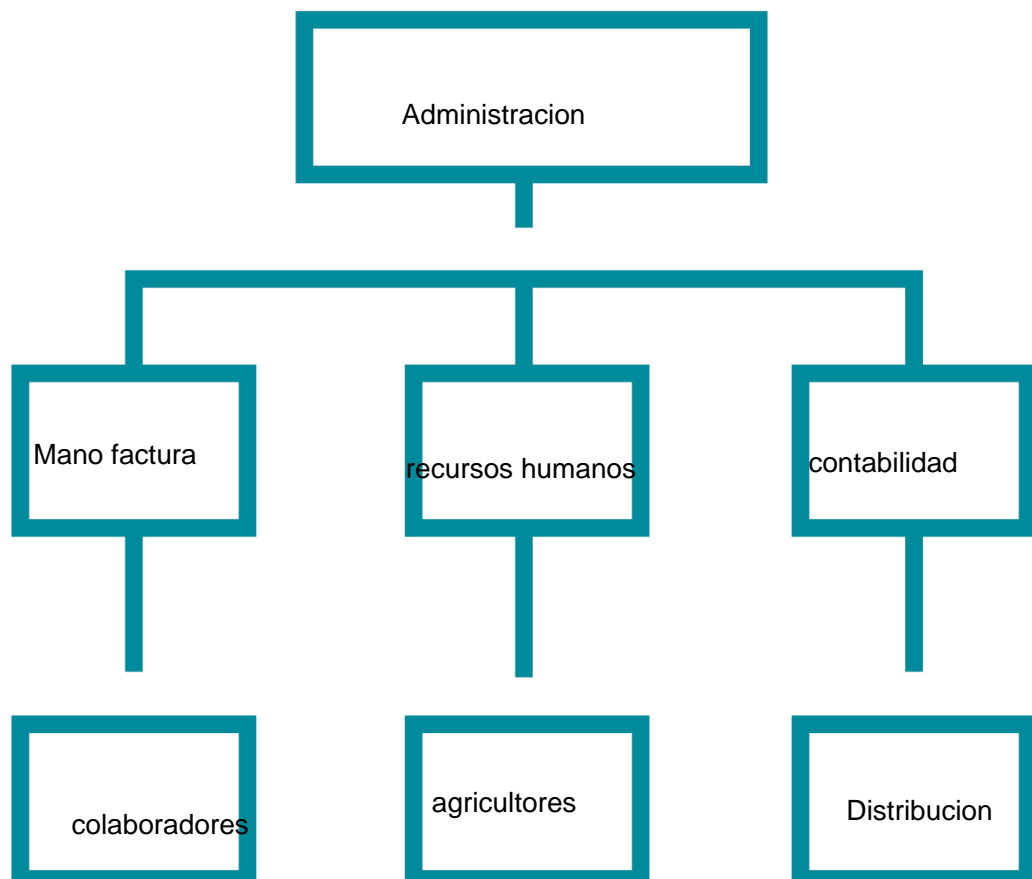 Administracion
Mano factura
recursos humanos
contabilidad
colaboradores
agricultores
Distribucion